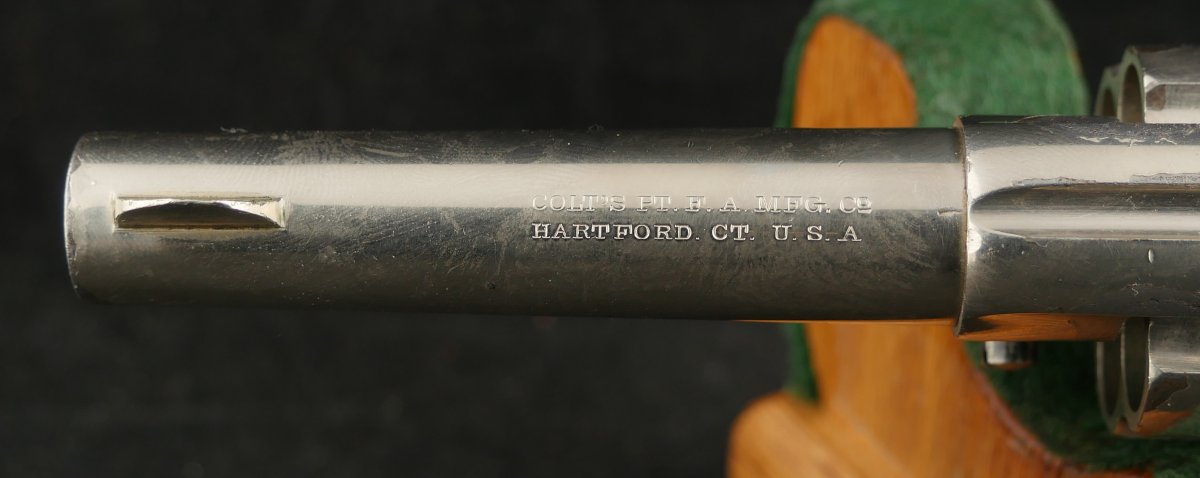 COLT'S PT. F. A. MFG. Co
HARTFORD. CT. U. S. A